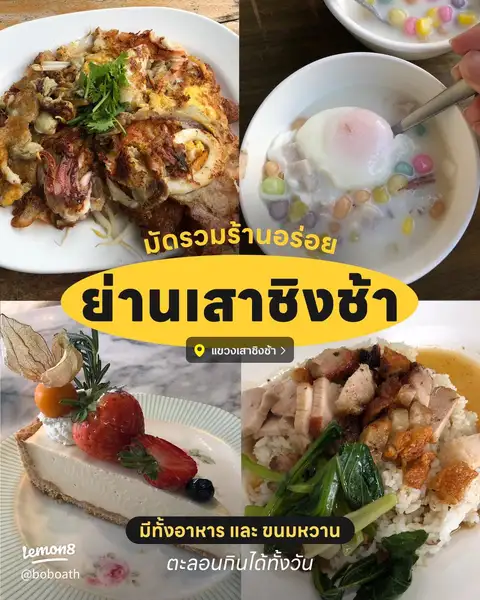 มัดรวมร้านอร่อย
ย่านเสาชิงช้า
แขวงเสาชิงช้า >
มีทั้งอาหาร และ ขนมหวาน
ตะลอนกินได้ทั้งวัน
lemon8
@boboath